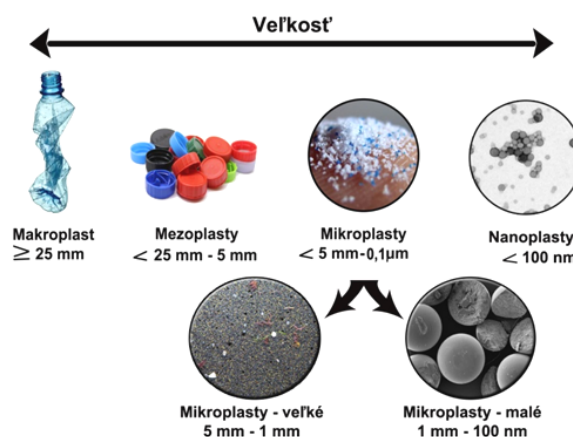 Veľkosť
Makroplast
≥ 25 mm
Mezoplasty
< 25 mm - 5 mm
Mikroplasty
< 5 mm-0,1µm
Nanoplasty
< 100 nm
Mikroplasty - veľké
5 mm - 1 mm
Mikroplasty - malé
1 mm - 100 nm